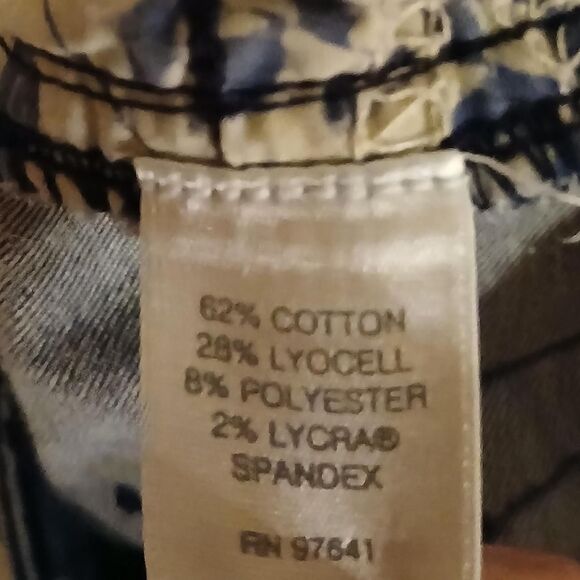 62% COTTON
28% LYOCELL
8% POLYESTER
2% LYCRA®
SPANDEX
RN 97641